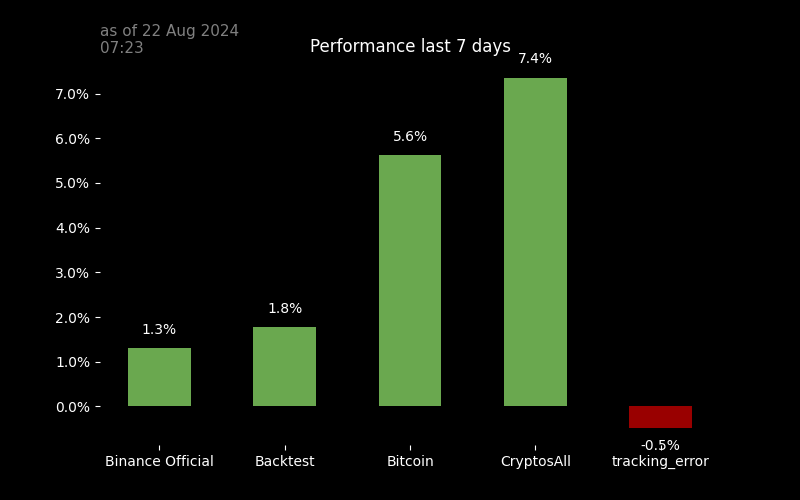 as of 22 Aug 2024
07:23
Performance last 7 days
7.4%
7.0%
6.0%
5.6%
5.0%
4.0%
3.0%
2.0%
1.8%
1.3%
1.0%
0.0%
-0.5%
Binance Official
Backtest
Bitcoin
CryptosAll
tracking_error